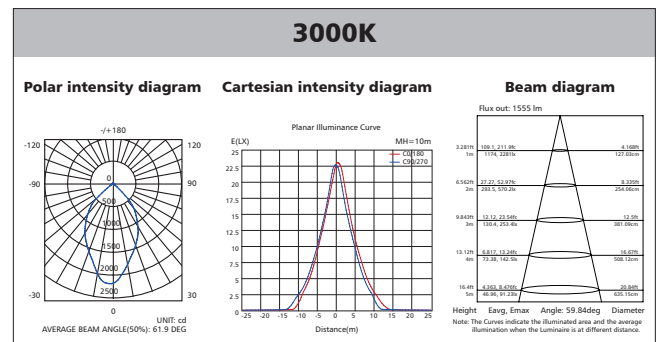 3000K
Polar intensity diagram
Cartesian intensity diagram
Beam diagram
-/+180
-120
120
-90
90
-30
30
0
0
500
1000
1500
2000
2500
UNIT: cd
AVERAGE BEAM ANGLE(50%): 61.9 DEG
Planar Illuminance Curve
E(LX)
MH=10m
C0/180
C90/270
25
22.5
20
17.5
15
12.5
10
7.5
5
2.5
0
-25 -20 -15 -10 -5 0 5 10 15 20 25
Distance(m)
Flux out: 1555 lm
3.281ft 109.1, 211.9fc 4.168ft
1m 1174, 2281lx 127.03cm
6.562ft 27.27, 52.97fc 8.335ft
2m 293.5, 570.2lx 254.06cm
9.843ft 12.12, 23.54fc 12.5ft
3m 130.4, 253.4lx 381.09cm
13.12ft 6.817, 13.24fc 16.67ft
4m 73.38, 142.5lx 508.12cm
16.4ft 4.363, 8.476fc 20.84ft
5m 46.96, 91.23lx 635.15cm
Height Eavg, Emax Angle: 59.84deg Diameter
Note: The Curves indicate the illuminated area and the average
illumination when the Luminaire is at different distance.